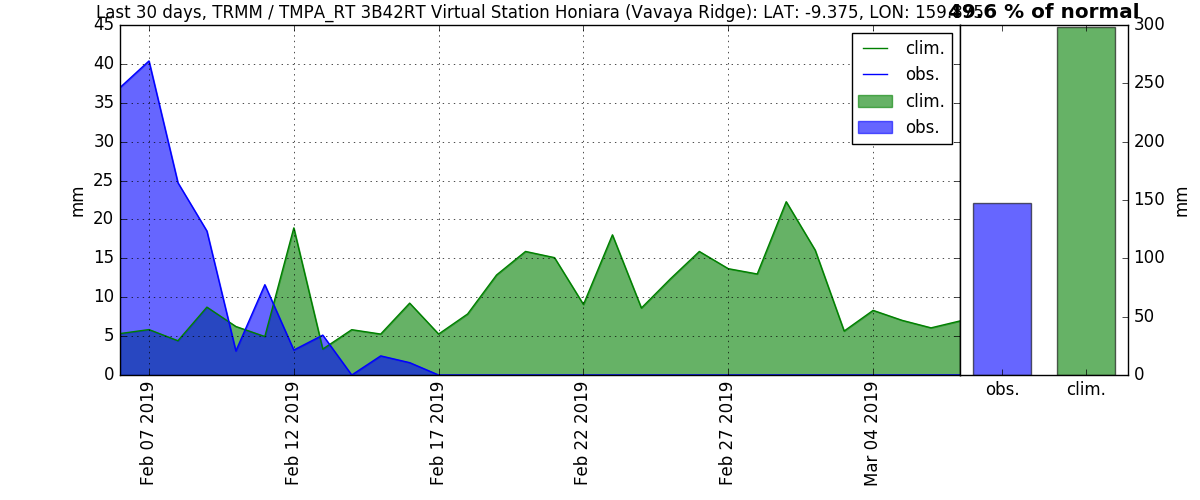 Last 30 days, TRMM / TMPA_RT 3B42RT Virtual Station Honiara (Vavaya Ridge): LAT: -9.375, LON:
49.6 % of normal
45
40
35
30
25
20
15
10
5
0
mm
clim.
obs.
clim.
obs.
300
250
200
150
100
50
0
mm
Feb 07 2019
Feb 12 2019
Feb 17 2019
Feb 22 2019
Feb 27 2019
Mar 04 2019
obs.
clim.